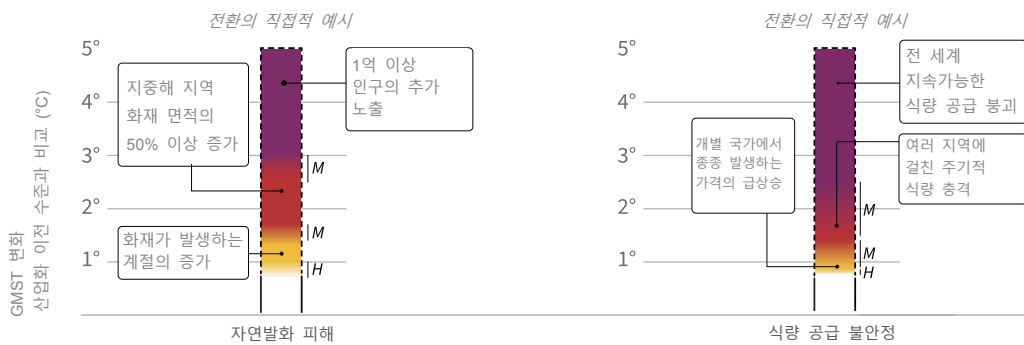 전환의 직접적 예시
5°
4°
3°
2°
1°
GMST 변화
산업화 이전 수준과 비교 (°C)
지중해 지역
화재 면적의
50% 이상 증가
1억 이상
인구의 추가
노출
화재가 발생하는
계절의 증가
M
M
H
자연발화 피해
전환의 직접적 예시
5°
4°
3°
2°
1°
전 세계
지속가능한
식량 공급 붕괴
개별 국가에서
종종 발생하는
가격의 급상승
여러 지역에
걸친 주기적
식량 충격
M
M
H
식량 공급 불안정